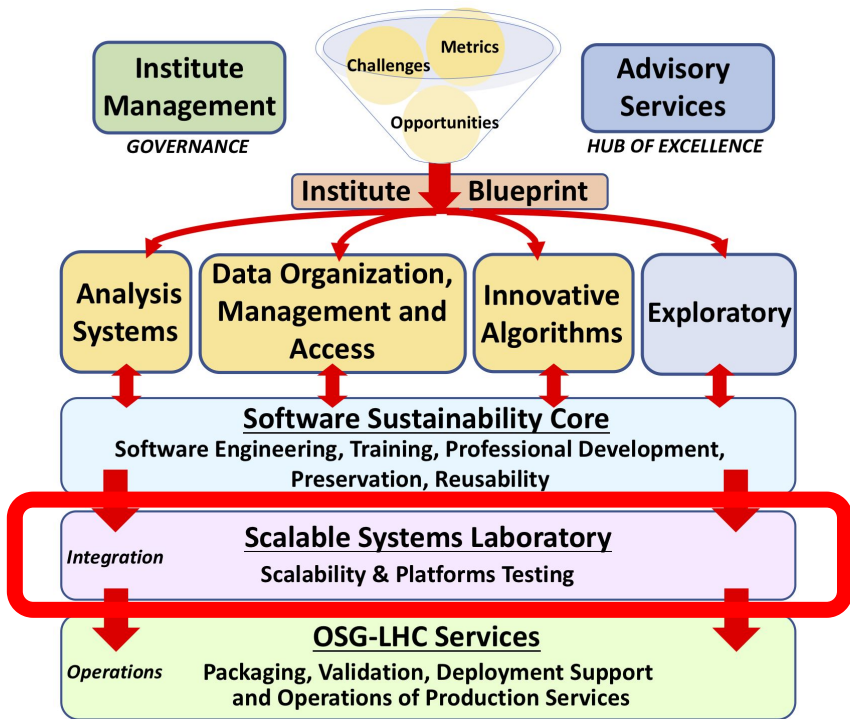 Institute
Management
GOVERNANCE
Challenges
Metrics
Opportunities
Advisory
Services
HUB OF EXCELLENCE
Institute Blueprint
Analysis
Systems
Data Organization,
Management and
Access
Innovative
Algorithms
Exploratory
Software Sustainability Core
Software Engineering, Training, Professional Development,
Preservation, Reusability
Integration
Scalable Systems Laboratory
Scalability & Platforms Testing
OSG-LHC Services
Operations
Packaging, Validation, Deployment Support
and Operations of Production Services